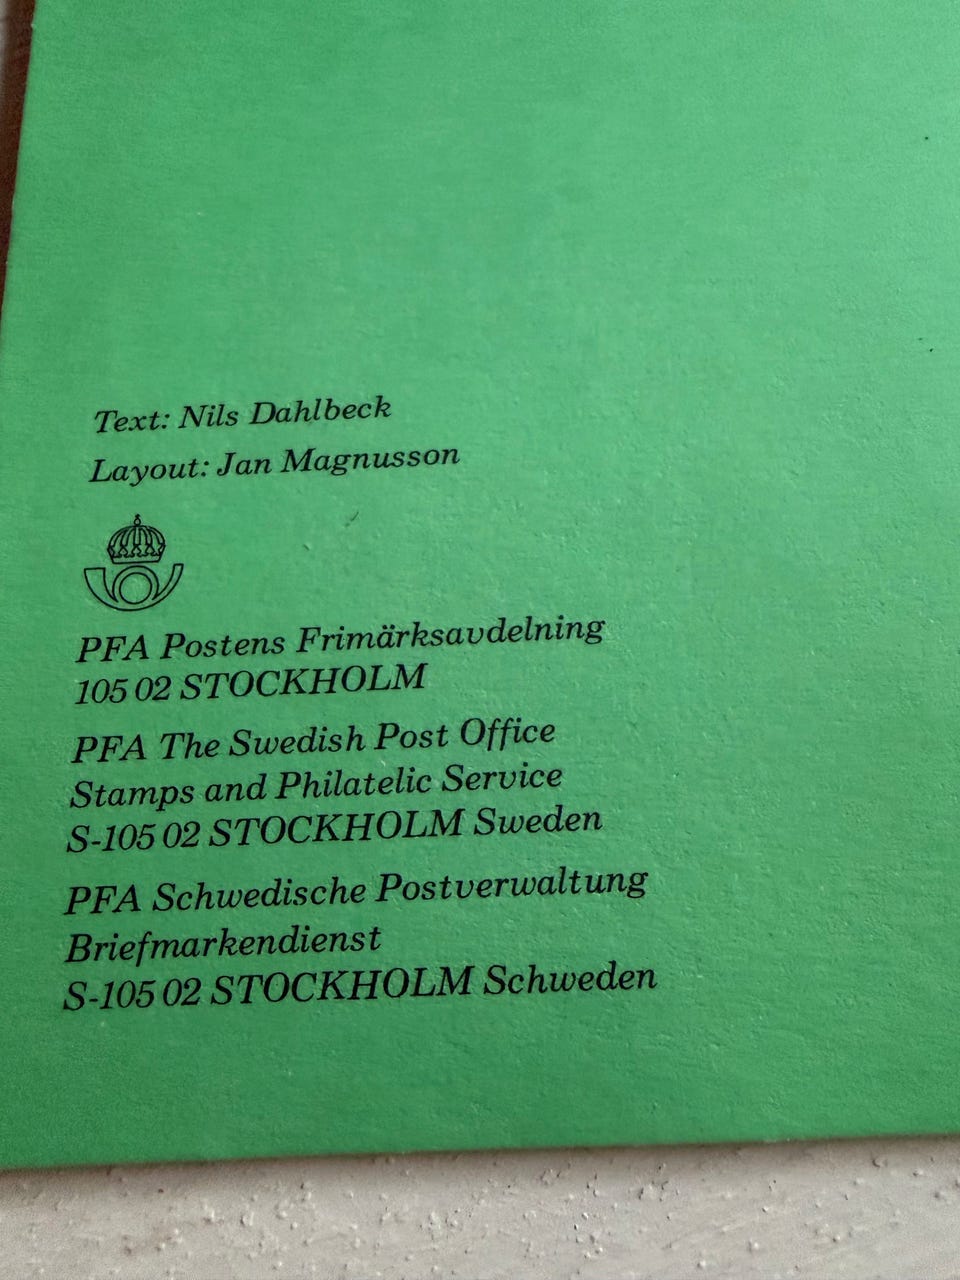 Text: Nils Dahlbeck
Layout: Jan Magnusson
PFA Postens Frimärksavdelning
105 02 STOCKHOLM
PFA The Swedish Post Office
Stamps and Philatelic Service
S-105 02 STOCKHOLM Sweden
PFA Schwedische Postverwaltung
Briefmarkendienst
S-105 02 STOCKHOLM Schweden